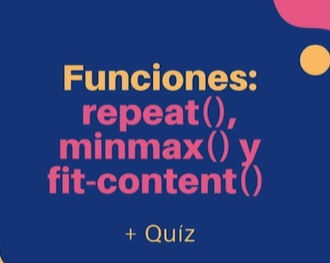 Funciones:
repeat(),
minmax() y
fit-content()
+ Quíz